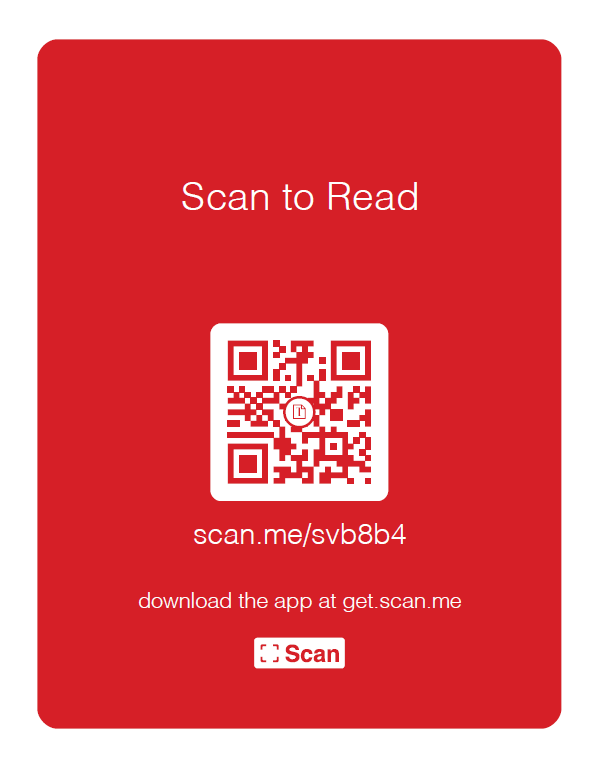 Scan to Read
scan.me/svb8b4
download the app at get.scan.me
Scan